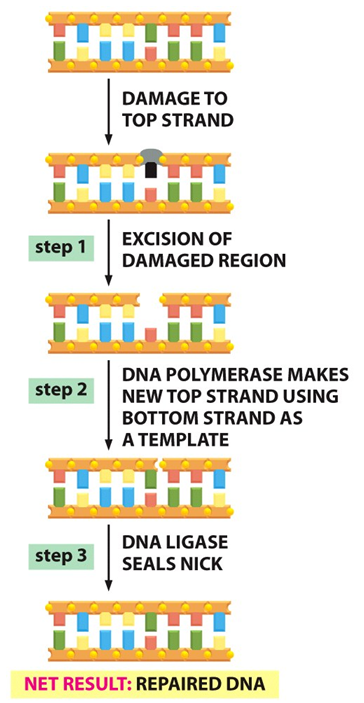 DAMAGE TO
TOP STRAND
step 1
EXCISION OF
DAMAGED REGION
step 2
DNA POLYMERASE MAKES
NEW TOP STRAND USING
BOTTOM STRAND AS
A TEMPLATE
step 3
DNA LIGASE
SEALS NICK
NET RESULT: REPAIRED DNA